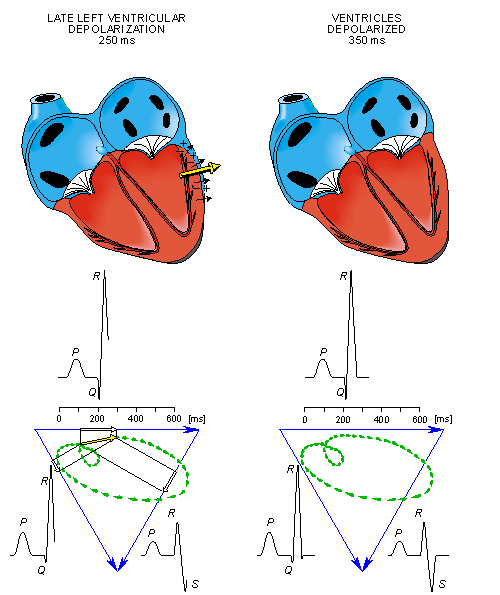 LATE LEFT VENTRICULAR
DEPOLARIZATION
250 ms
VENTRICLES
DEPOLARIZED
350 ms
R
P
Q
R
P
Q
0 200 400 600 [ms]
0 200 400 600 [ms]
R
P
Q
R
P
S
R
P
Q
R
P
S